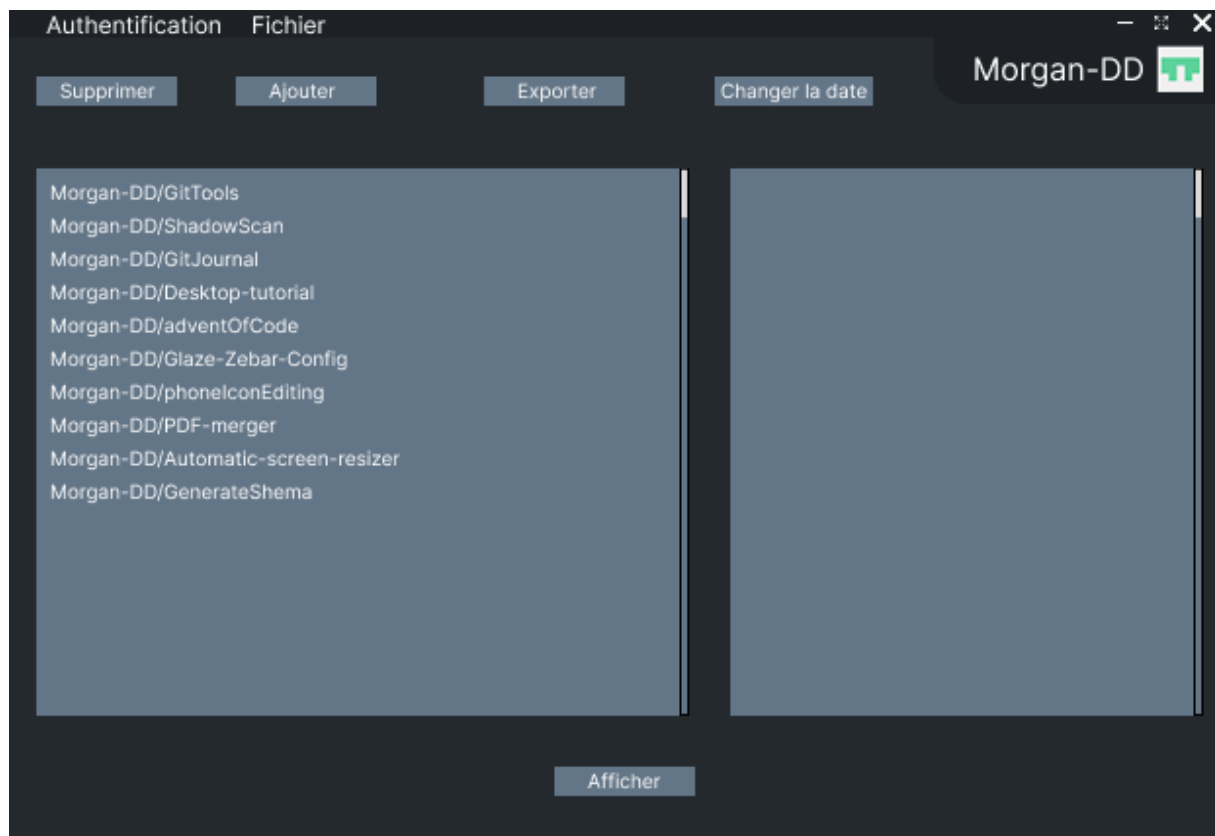 Authentification Fichier
Morgan-DD
Supprimer Ajouter Exporter Changer la date
Morgan-DD/GitTools
Morgan-DD/ShadowScan
Morgan-DD/GitJournal
Morgan-DD/Desktop-tutorial
Morgan-DD/adventOfCode
Morgan-DD/Glaze-Zebar-Config
Morgan-DD/phoneIconEditing
Morgan-DD/PDF-merger
Morgan-DD/Automatic-screen-resizer
Morgan-DD/GenerateShema
Afficher